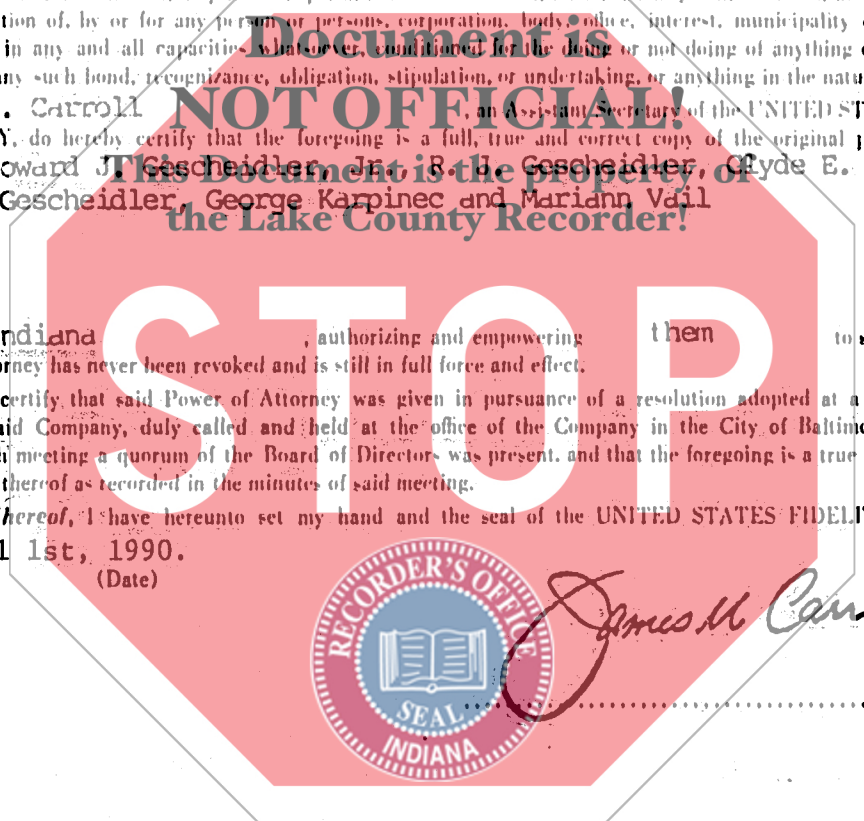 tion of, by or for any person or persons, corporation, body, office, interest, municipality
in any and all capacities whatsoever, conditioned for the doing or not doing of anything
ny such bond, recognizance, obligation, stipulation, or undertaking, or anything in the natu
Document is
NOT OFFICIAL!
This Document is the property of
the Lake County Recorder!
. Carroll , an Assistant Secretary of the UNITED ST
Y, do hereby certify that the foregoing is a full, true and correct copy of the original p
oward J. Gescheidler, Jr., R. J. Gescheidler, Clyde E.
Gescheidler, George Karpinec and Mariann Vail
STOP
ndiana , authorizing and empowering them to s
rney has never been revoked and is still in full force and effect.
certify that said Power of Attorney was given in pursuance of a resolution adopted at a
aid Company, duly called and held at the office of the Company in the City of Baltimo
meeting a quorum of the Board of Directors was present, and that the foregoing is a true
thereof as recorded in the minutes of said meeting.
hereof, I have hereunto set my hand and the seal of the UNITED STATES FIDELI
l 1st, 1990.
(Date)
RECORDER'S OFFICE
SEAL
INDIANA
James M Carr